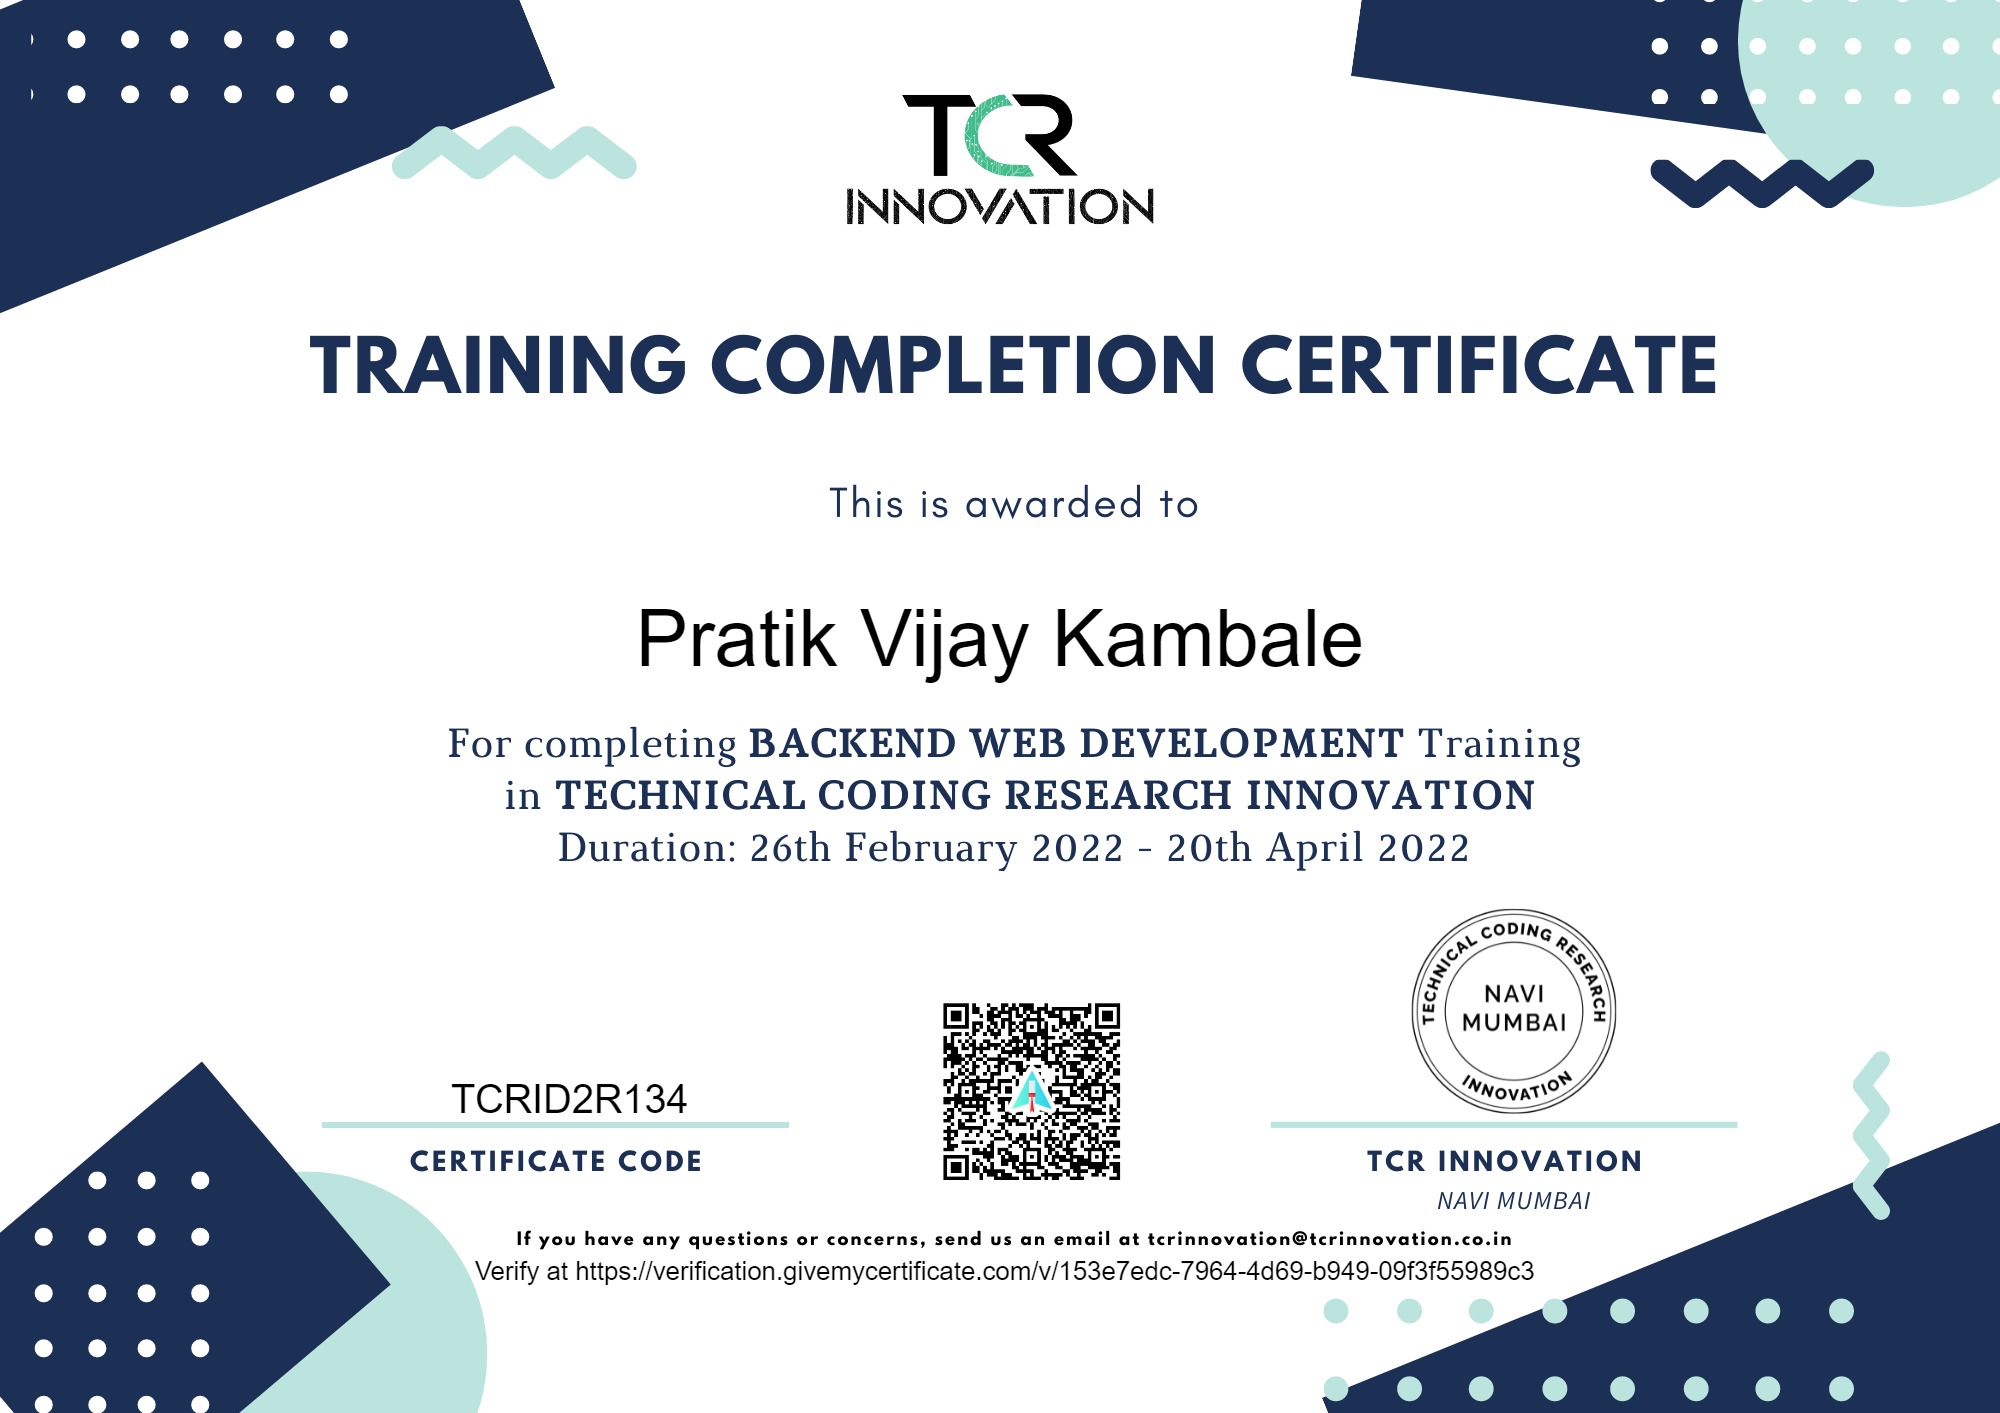 TCR
INNOVATION
TRAINING COMPLETION CERTIFICATE
This is awarded to
Pratik Vijay Kambale
For completing BACKEND WEB DEVELOPMENT Training
in TECHNICAL CODING RESEARCH INNOVATION
Duration: 26th February 2022 - 20th April 2022
TECHNICAL CODING RESEARCH
NAVI
MUMBAI
INNOVATION
TCRID2R134
CERTIFICATE CODE
TCR INNOVATION
NAVI MUMBAI
If you have any questions or concerns, send us an email at tcrinnovation@tcrinnovation.co.in
Verify at https://verification.givemycertificate.com/v/153e7edc-7964-4d69-b949-09f3f55989c3